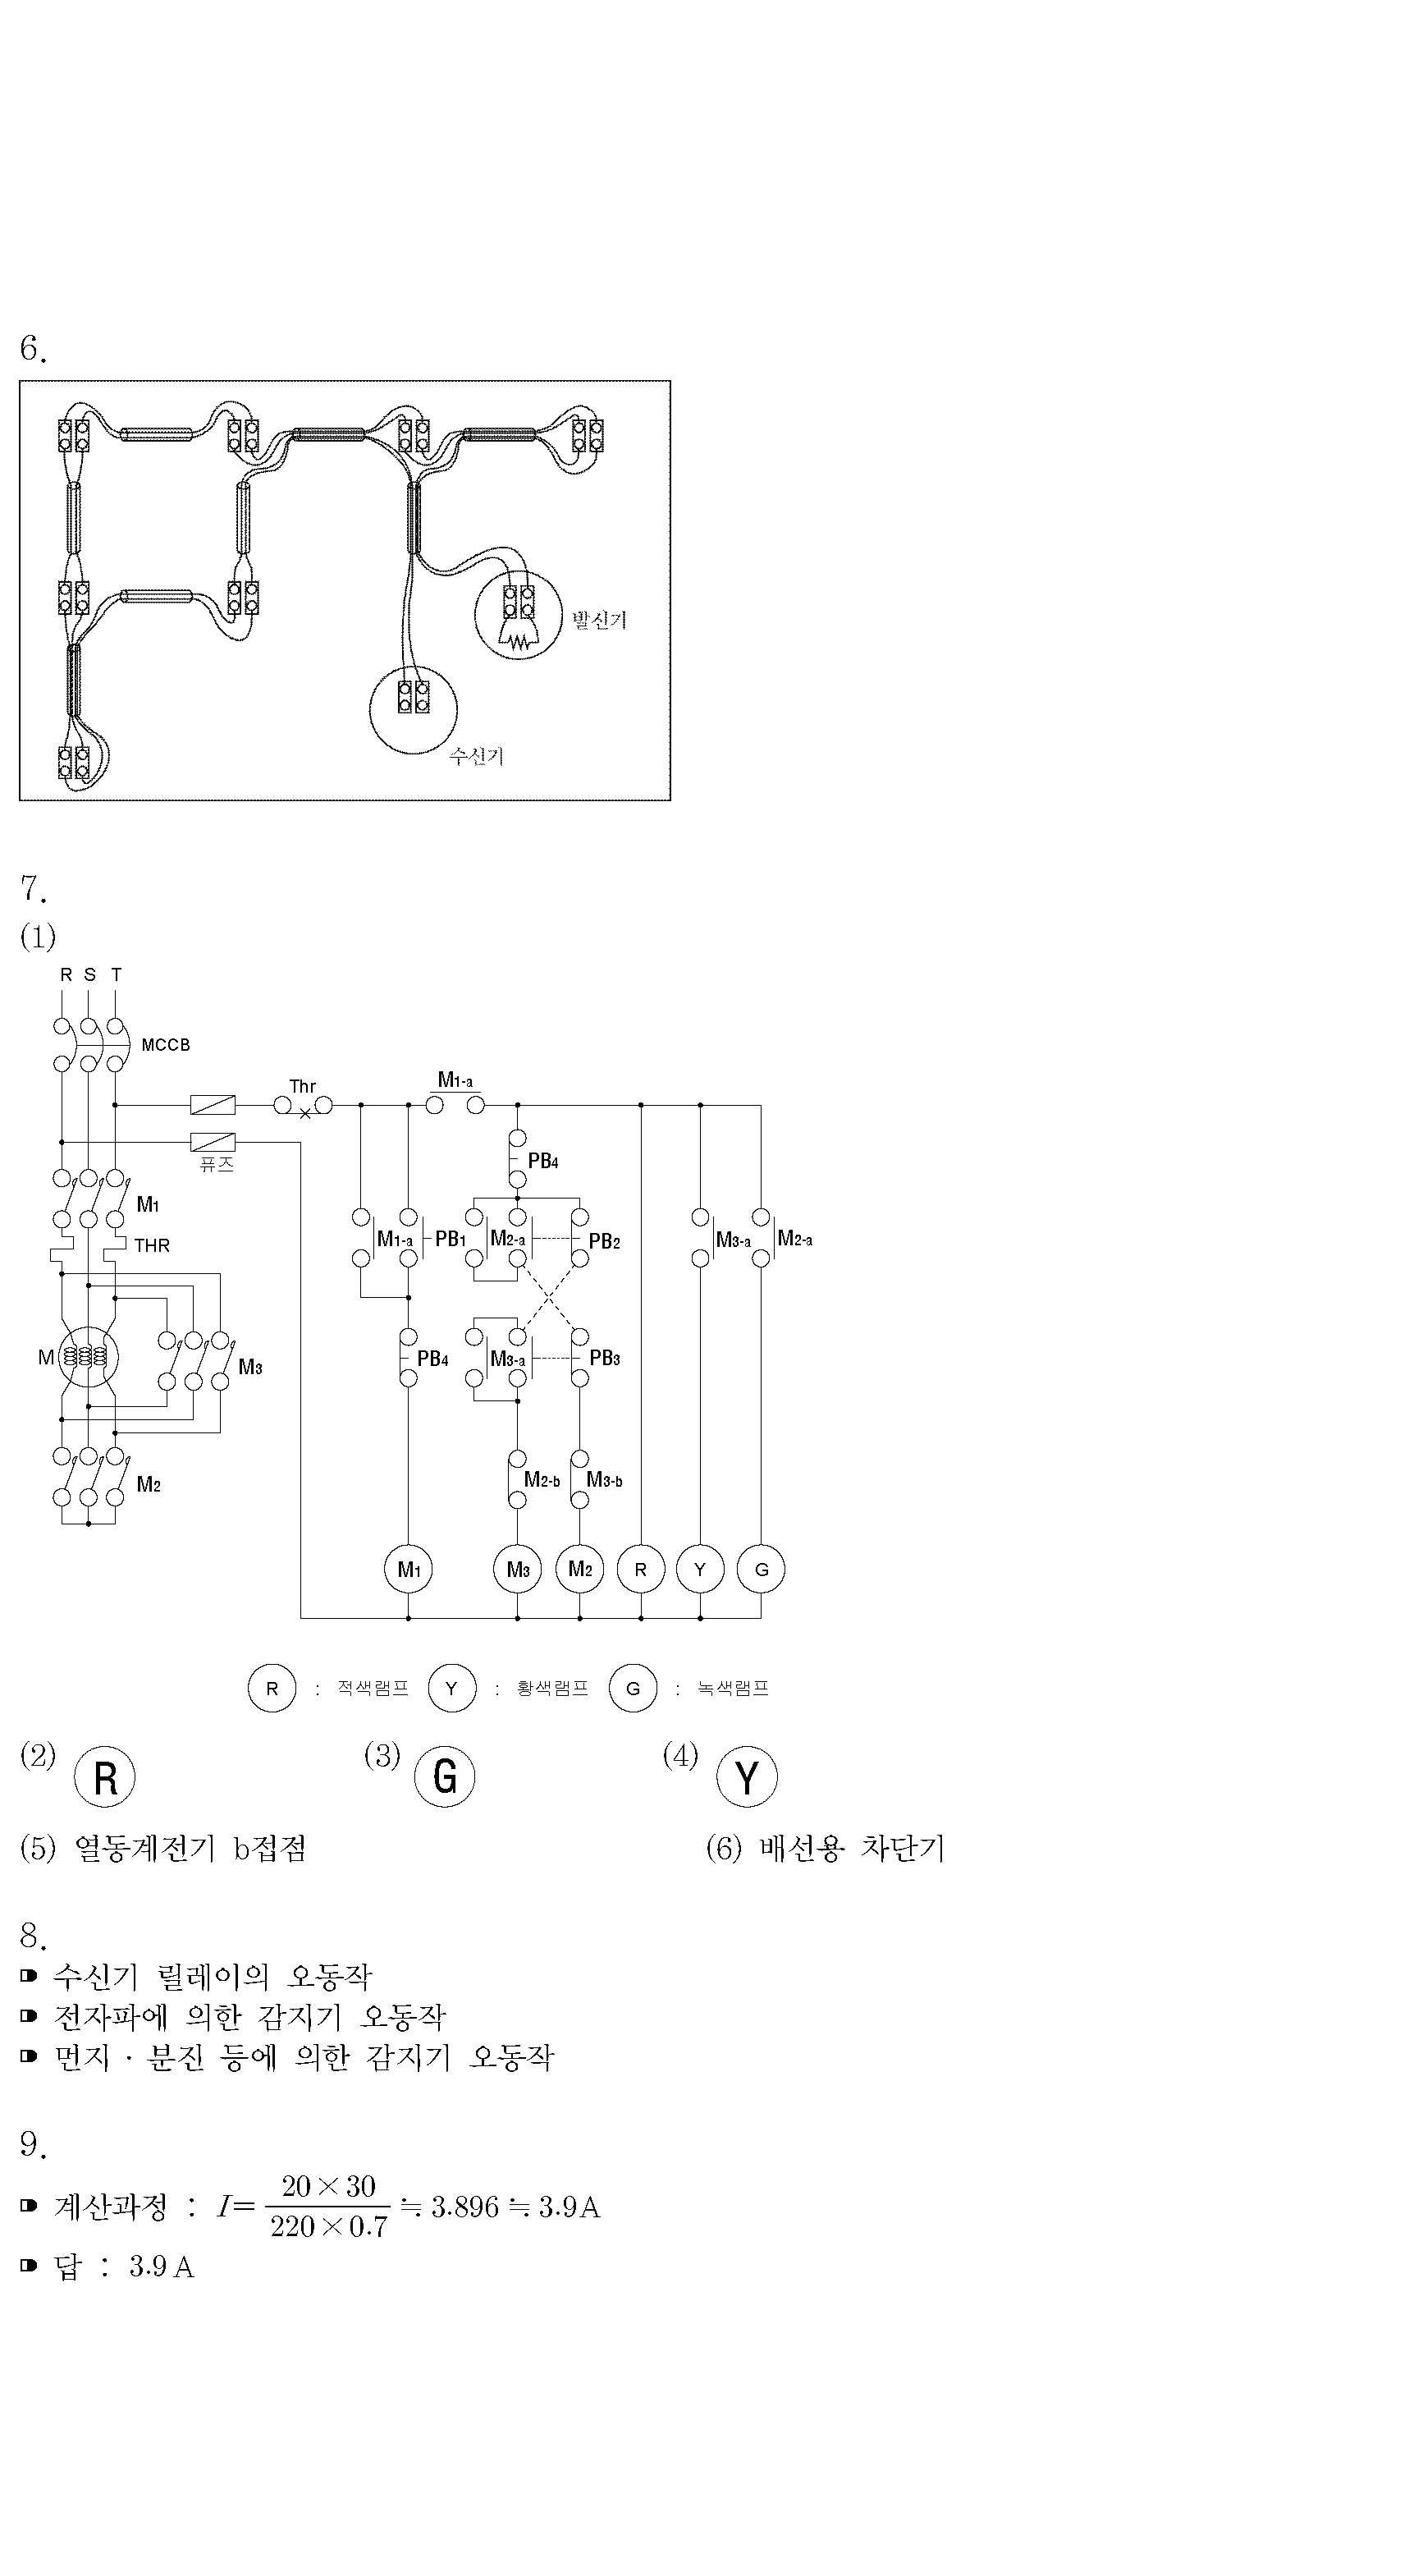 6.
발신기
수신기
7.
(1)
R S T
MCCB
Thr
M1-a
퓨즈
PB4
M1
M1-a
PB1
M2-a
PB2
M3-a
M2-a
THR
M
M3
PB4
M3-a
PB3
M2
M2-b
M3-b
M1
M3
M2
R
Y
G
R : 적색램프 Y : 황색램프 G : 녹색램프
(2) R (3) G (4) Y
(5) 열동계전기 b접점 (6) 배선용 차단기
8.
수신기 릴레이의 오동작
전자파에 의한 감지기 오동작
먼지 · 분진 등에 의한 감지기 오동작
9.
계산과정 : I= 20×30 / 220×0.7 ≒ 3.896 ≒ 3.9A
답 : 3.9 A